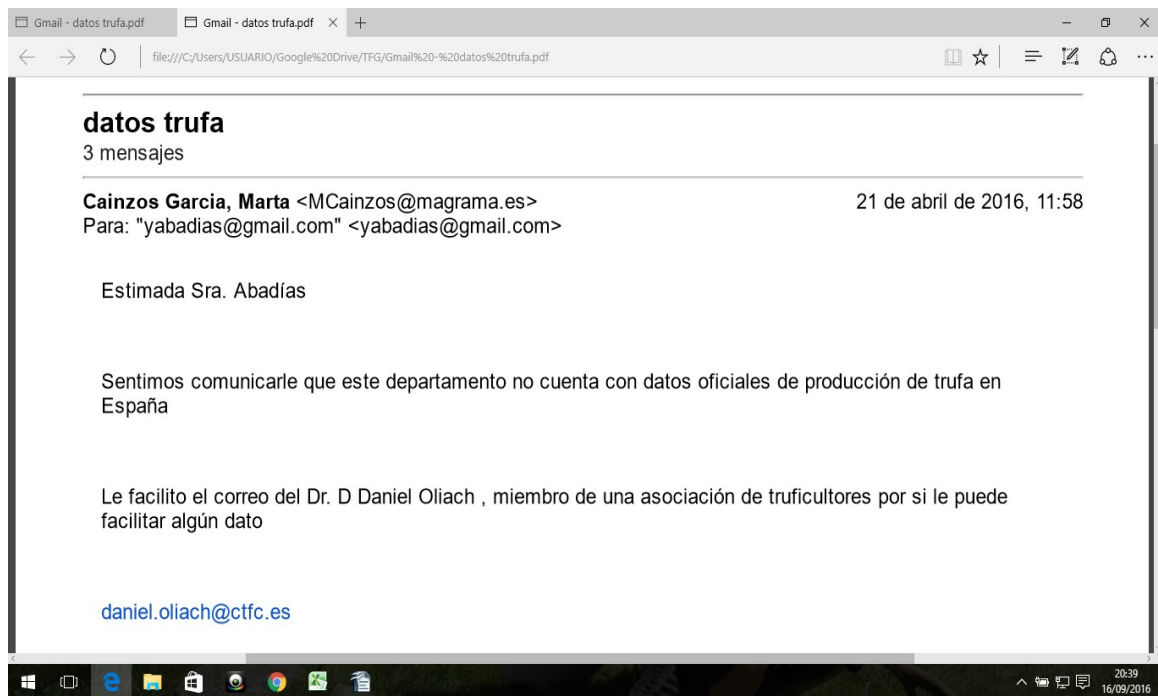 Gmail - datos trufa.pdf
Gmail - datos trufa.pdf
file:///C:/Users/USUARIO/Google%20Drive/TFG/Gmail%20-%20datos%20trufa.pdf
datos trufa
3 mensajes
Cainzos Garcia, Marta <MCainzos@magrama.es> 21 de abril de 2016, 11:58
Para: "yabadias@gmail.com" <yabadias@gmail.com>
Estimada Sra. Abadías
Sentimos comunicarle que este departamento no cuenta con datos oficiales de producción de trufa en
España
Le facilito el correo del Dr. D Daniel Oliach , miembro de una asociación de truficultores por si le puede
facilitar algún dato
daniel.oliach@ctfc.es
20:39
16/09/2016